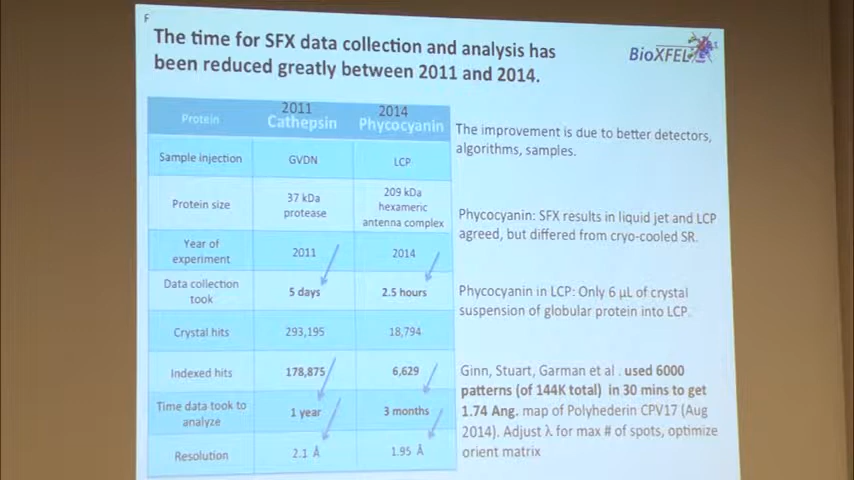 F
The time for SFX data collection and analysis has
been reduced greatly between 2011 and 2014.
BioXFEL
Protein
2011
Cathepsin
2014
Phycocyanin
Sample injection
GVDN
LCP
Protein size
37 kDa
protease
209 kDa
hexameric
antenna complex
Year of
experiment
2011
2014
Data collection
took
5 days
2.5 hours
Crystal hits
293,195
18,794
Indexed hits
178,875
6,629
Time data took to
analyze
1 year
3 months
Resolution
2.1 Å
1.95 Å
The improvement is due to better detectors,
algorithms, samples.
Phycocyanin: SFX results in liquid jet and LCP
agreed, but differed from cryo-cooled SR.
Phycocyanin in LCP: Only 6 µL of crystal
suspension of globular protein into LCP.
Ginn, Stuart, Garman et al . used 6000
patterns (of 144K total) in 30 mins to get
1.74 Ang. map of Polyhederin CPV17 (Aug
2014). Adjust λ for max # of spots, optimize
orient matrix